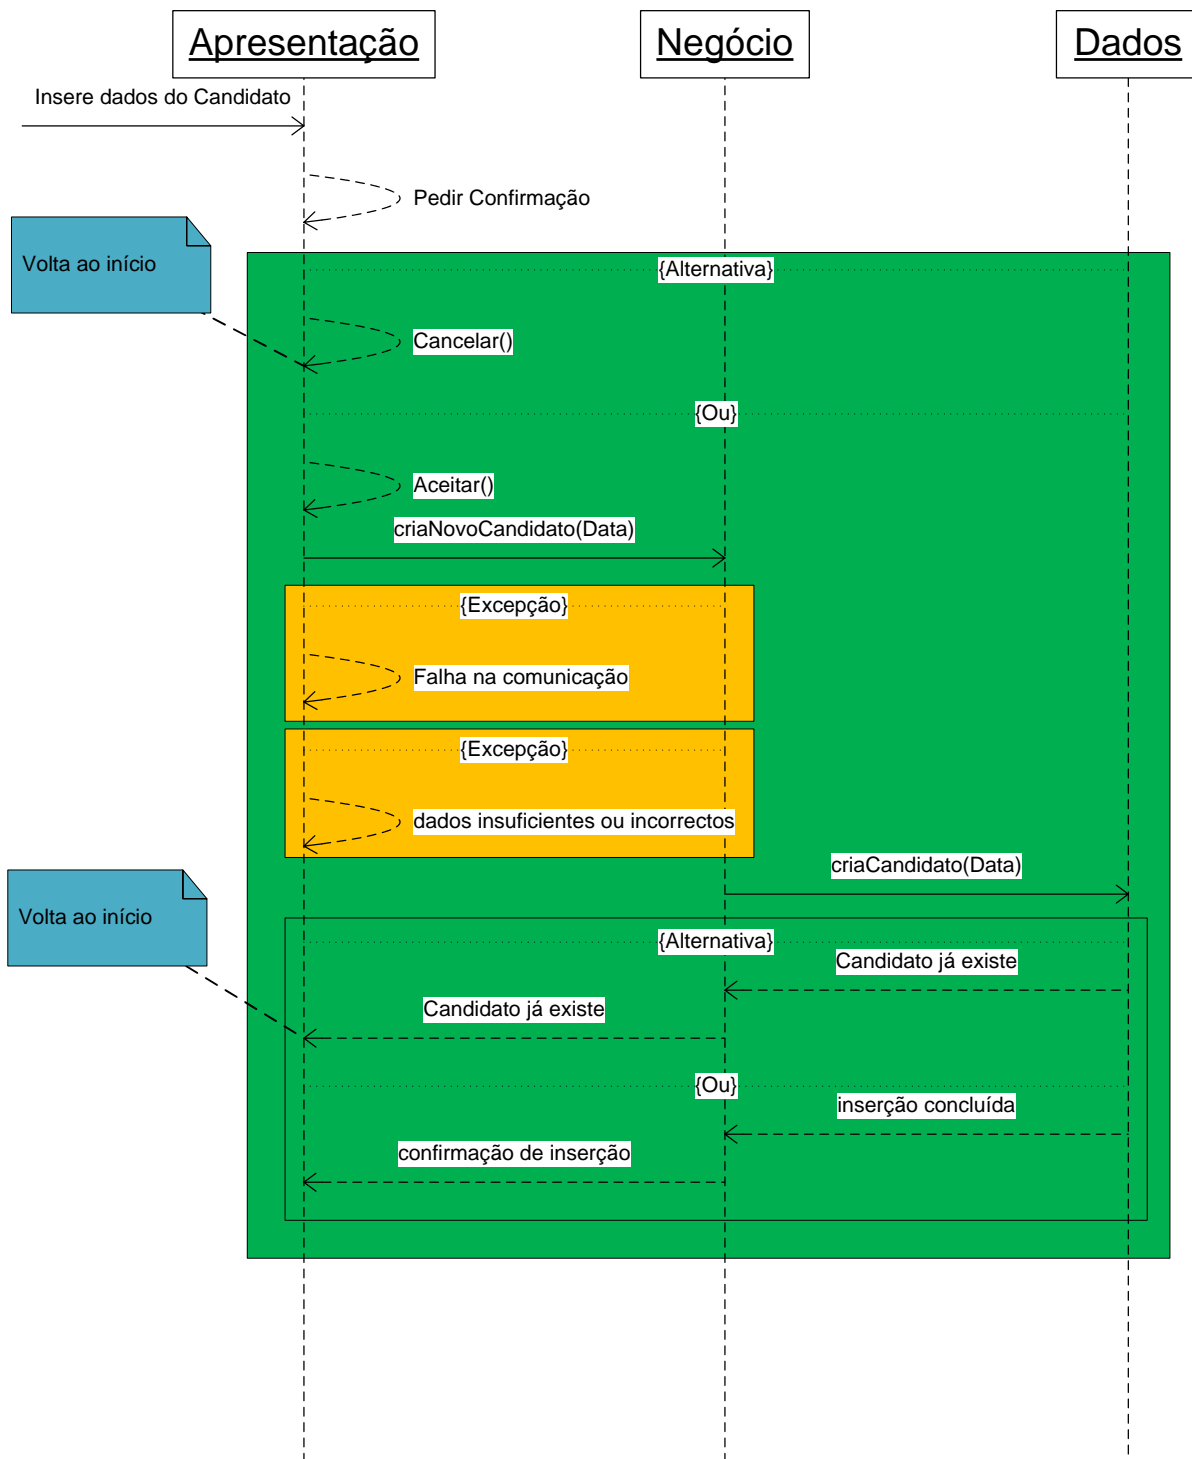 Apresentação
Negócio
Dados
Insere dados do Candidato
Pedir Confirmação
Volta ao início
{Alternativa}
Cancelar()
{Ou}
Aceitar()
criaNovoCandidato(Data)
{Excepção}
Falha na comunicação
{Excepção}
dados insuficientes ou incorrectos
criaCandidato(Data)
Volta ao início
{Alternativa}
Candidato já existe
Candidato já existe
{Ou}
inserção concluída
confirmação de inserção